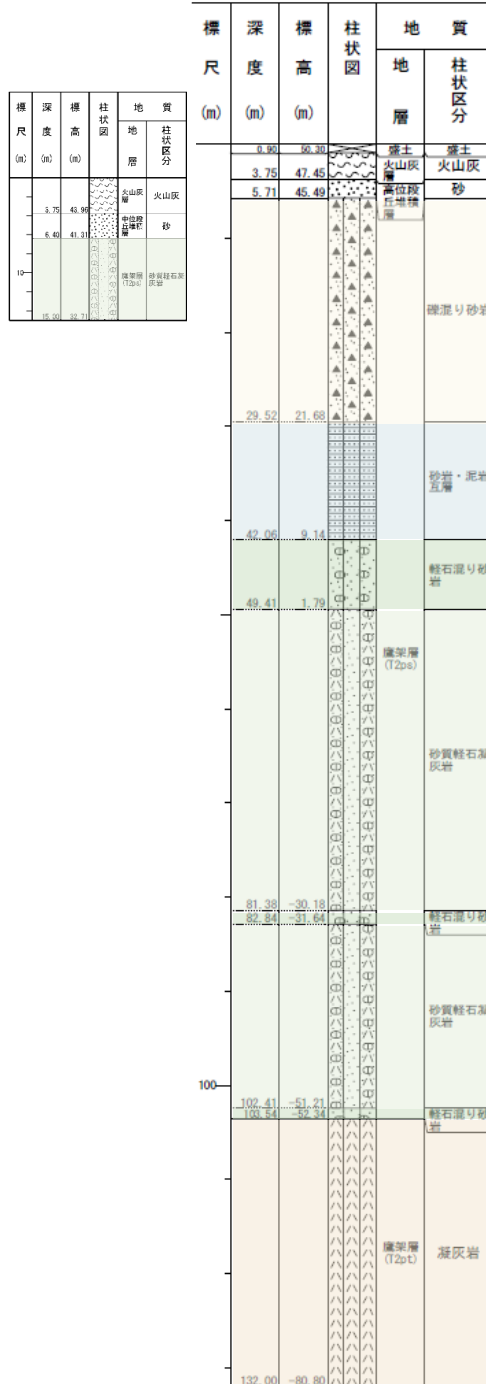 標尺(m)
深度(m)
標高(m)
柱状図
地質
地層
柱状区分
火山灰層
火山灰
3.75 43.96
中位段丘堆積層
砂
6.40 41.31
10
鷹架層(T2ps)
砂質軽石凝灰岩
15.00 32.71
標尺(m)
深度(m)
標高(m)
柱状図
地質
地層
柱状区分
0.90 50.30
盛土
盛土
3.75 47.45
火山灰層
火山灰
5.71 45.49
高位段丘堆積層
砂
礫混り砂岩
29.52 21.68
砂岩・泥岩互層
42.06 9.14
軽石混り砂岩
49.41 1.79
鷹架層
(T2ps)
砂質軽石凝灰岩
81.38 -30.18
82.84 -31.64
軽石混り砂岩
砂質軽石凝灰岩
100
102.41 -51.21
103.54 -52.34
軽石混り砂岩
鷹架層
(T2pt)
凝灰岩
132.00 -80.80